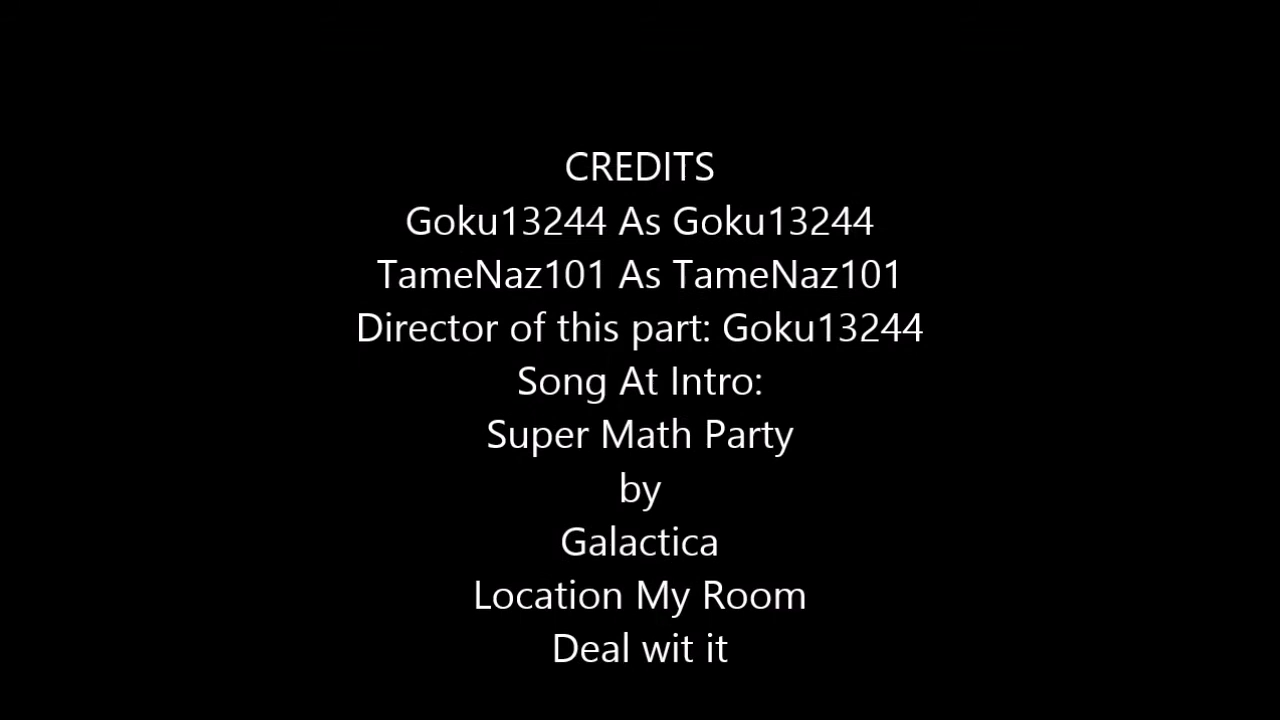 CREDITS
Goku13244 As Goku13244
TameNaz101 As TameNaz101
Director of this part: Goku13244
Song At Intro:
Super Math Party
by
Galactica
Location My Room
Deal wit it